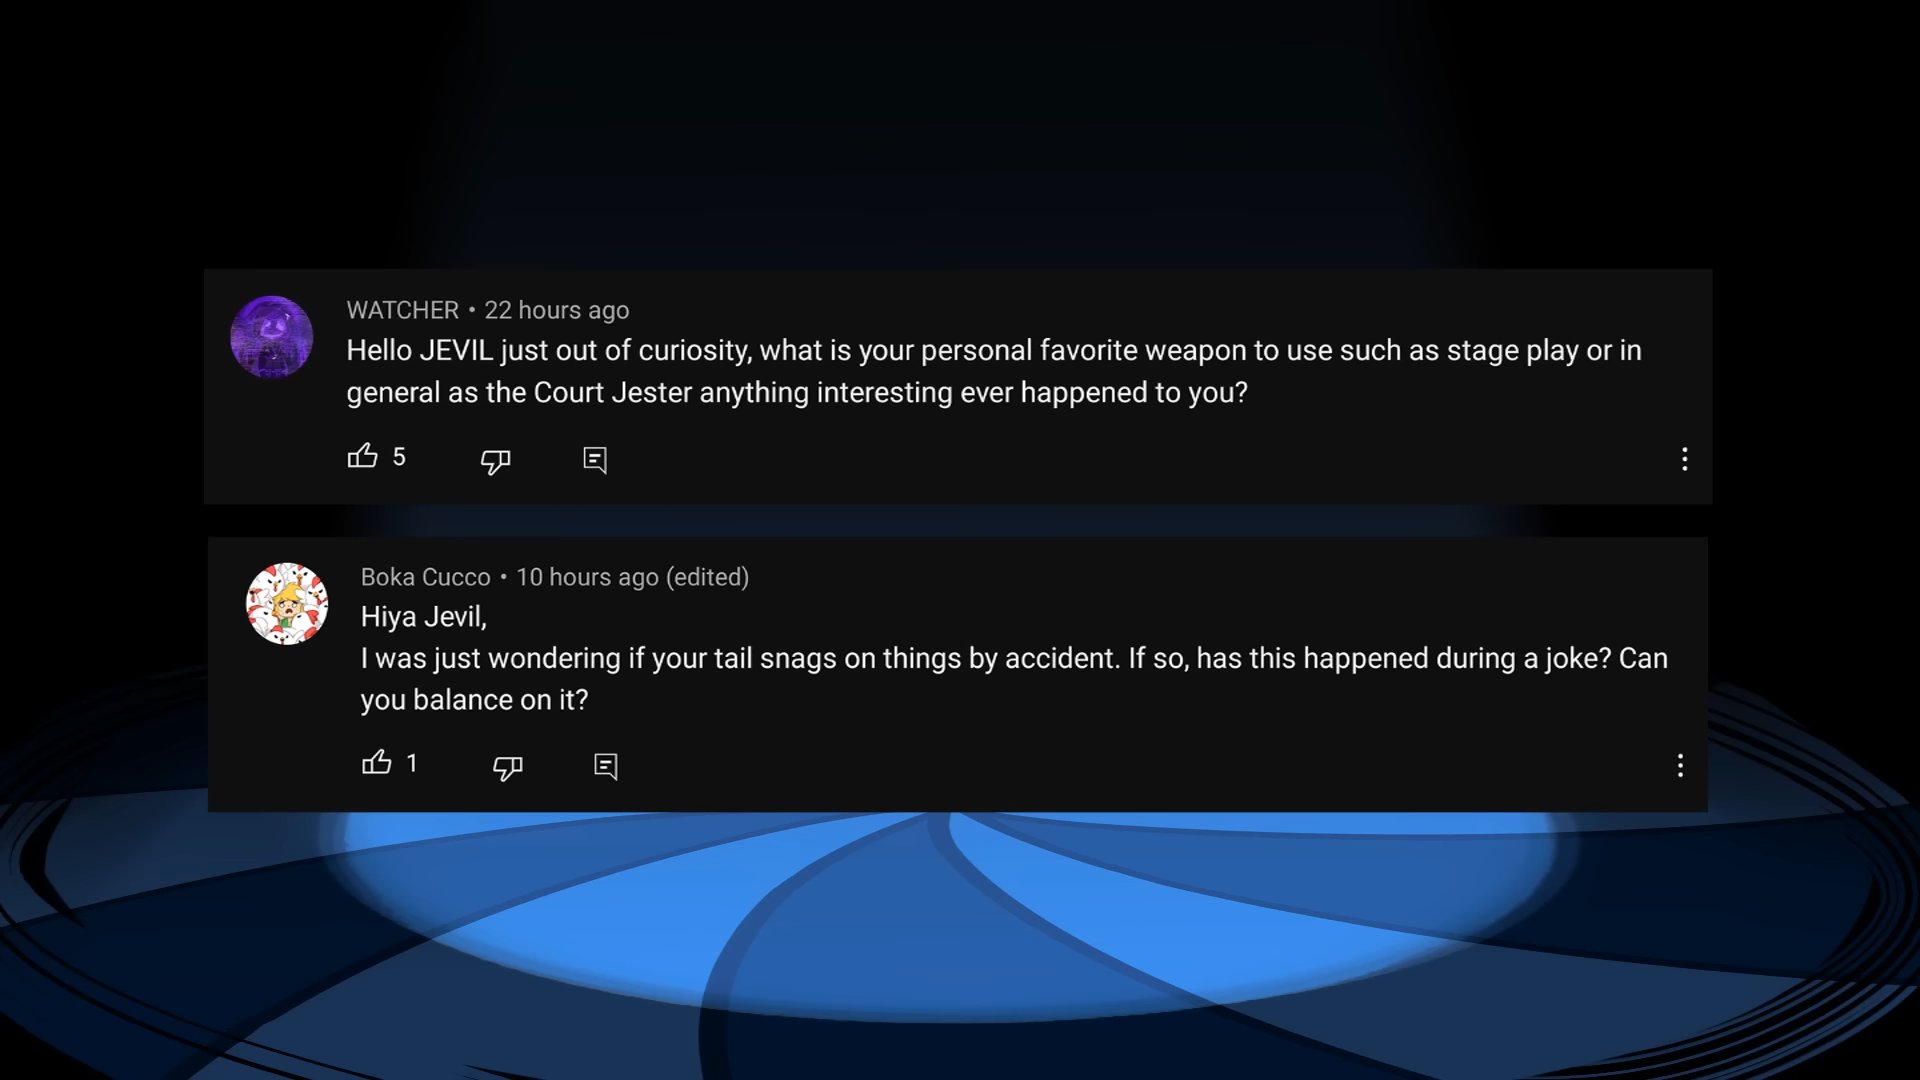 WATCHER • 22 hours ago
Hello JEVIL just out of curiosity, what is your personal favorite weapon to use such as stage play or in
general as the Court Jester anything interesting ever happened to you?
5
Boka Cucco • 10 hours ago (edited)
Hiya Jevil,
I was just wondering if your tail snags on things by accident. If so, has this happened during a joke? Can
you balance on it?
1